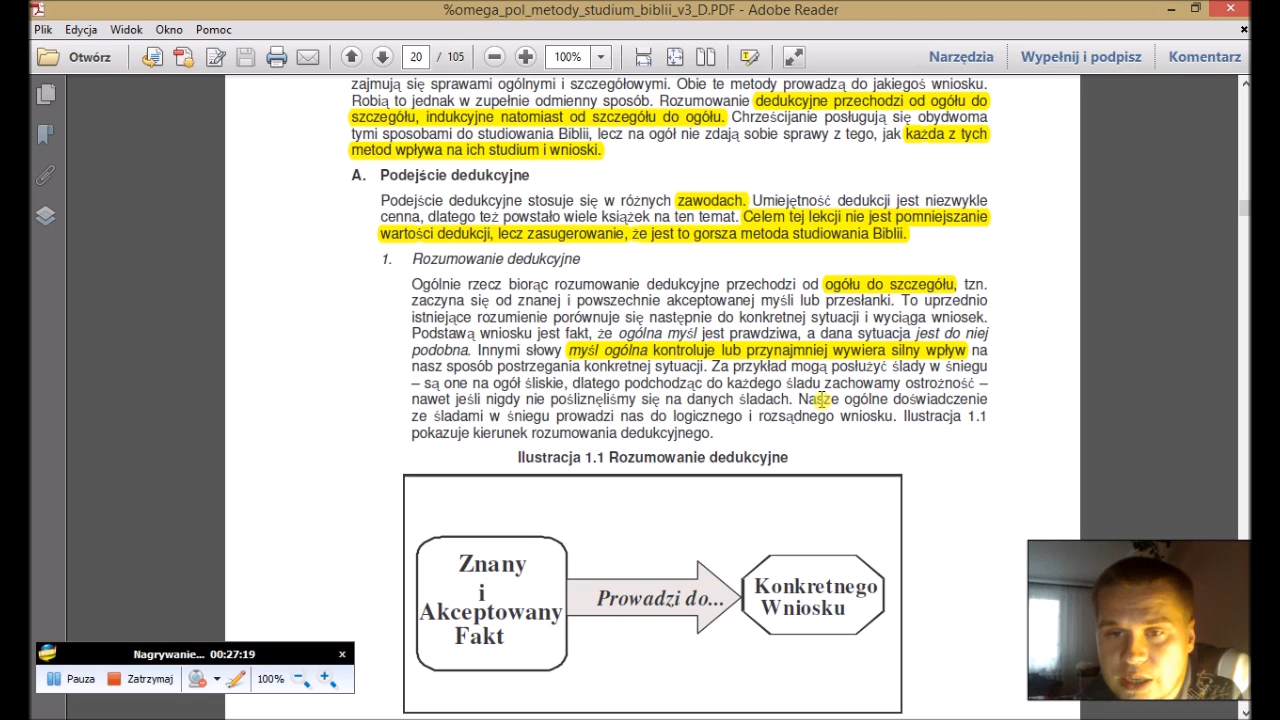 %omega_pol_metody_studium_biblii_v3_D.PDF - Adobe Reader
Plik Edycja Widok Okno Pomoc
Otwórz 20 / 105 100% Narzędzia Wypełnij i podpisz Komentarz
zajmują się sprawami ogólnymi i szczegółowymi. Obie te metody prowadzą do jakiegoś wniosku.
Robią to jednak w zupełnie odmienny sposób. Rozumowanie dedukcyjne przechodzi od ogółu do
szczegółu, indukcyjne natomiast od szczegółu do ogółu. Chrześcijanie posługują się obydwoma
tymi sposobami do studiowania Biblii, lecz na ogół nie zdają sobie sprawy z tego, jak każda z tych
metod wpływa na ich studium i wnioski.
A. Podejście dedukcyjne
Podejście dedukcyjne stosuje się w różnych zawodach. Umiejętność dedukcji jest niezwykle
cenna, dlatego też powstało wiele książek na ten temat. Celem tej lekcji nie jest pomniejszanie
wartości dedukcji, lecz zasugerowanie, że jest to gorsza metoda studiowania Biblii.
1. Rozumowanie dedukcyjne
Ogólnie rzecz biorąc rozumowanie dedukcyjne przechodzi od ogółu do szczegółu, tzn.
zaczyna się od znanej i powszechnie akceptowanej myśli lub przesłanki. To uprzednio
istniejące rozumienie porównuje się następnie do konkretnej sytuacji i wyciąga wniosek.
Podstawą wniosku jest fakt, że ogólna myśl jest prawdziwa, a dana sytuacja jest do niej
podobna. Innymi słowy myśl ogólna kontroluje lub przynajmniej wywiera silny wpływ na
nasz sposób postrzegania konkretnej sytuacji. Za przykład mogą posłużyć ślady w śniegu
– są one na ogół śliskie, dlatego podchodząc do każdego śladu zachowamy ostrożność –
nawet jeśli nigdy nie pośliznęliśmy się na danych śladach. Nasze ogólne doświadczenie
ze śladami w śniegu prowadzi nas do logicznego i rozsądnego wniosku. Ilustracja 1.1
pokazuje kierunek rozumowania dedukcyjnego.
Ilustracja 1.1 Rozumowanie dedukcyjne
Znany
i
Akceptowany
Fakt
Prowadzi do...
Konkretnego
Wniosku
Nagrywanie... 00:27:19
Pauza Zatrzymaj 100%